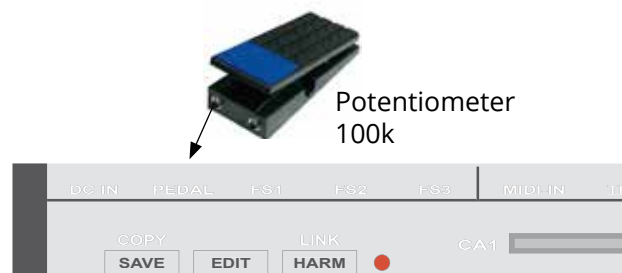 Potentiometer
100k
DC IN PEDAL FS1 FS2 FS3 MIDI-IN
COPY LINK CA1
SAVE EDIT HARM